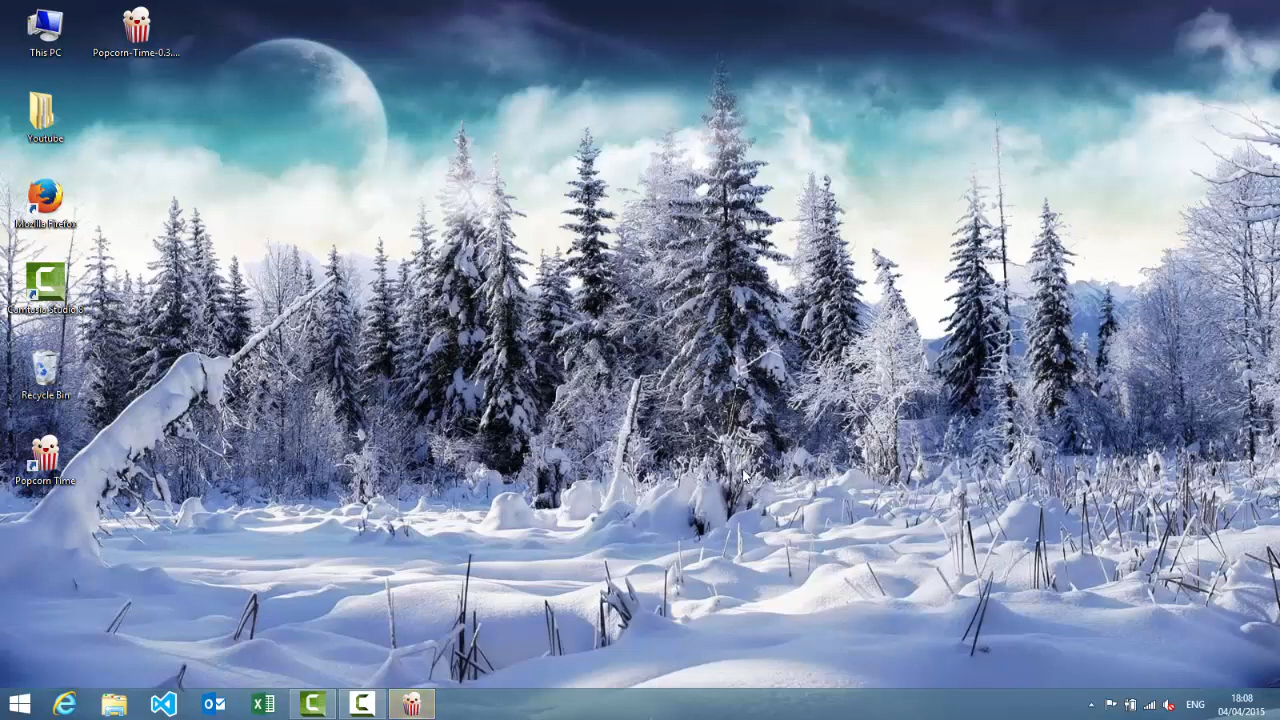 This PC
Popcorn-Time-0.3....
Youtube
Mozilla Firefox
Camtasia Studio 8
Recycle Bin
Popcorn Time
ENG
18:08
04/04/2015